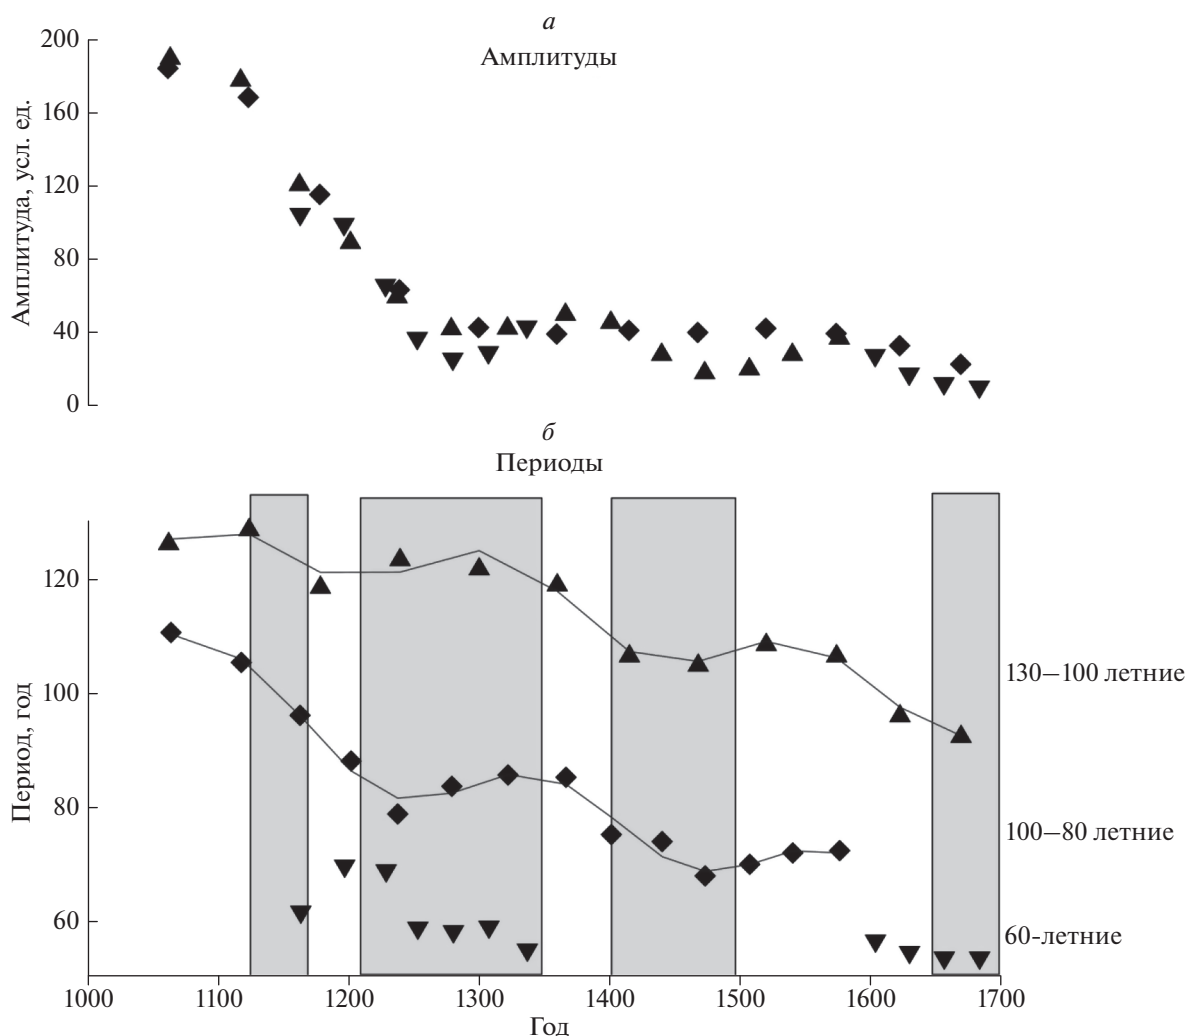 а
Амплитуды
200
160
120
80
40
0
Амплитуда, усл. ед.
б
Периоды
120
100
80
60
Период, год
130–100 летние
100–80 летние
60-летние
1000 1100 1200 1300 1400 1500 1600 1700
Год